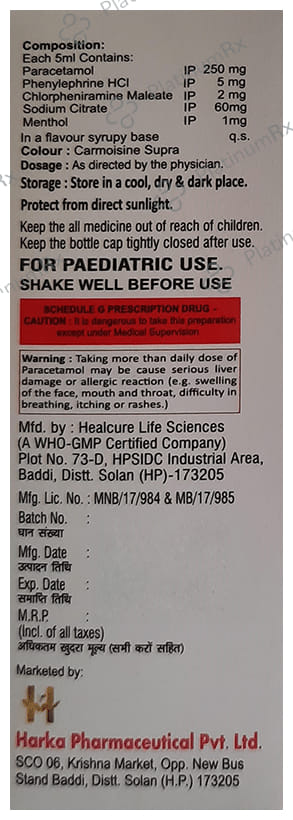 Composition:
Each 5ml Contains:
Paracetamol IP 250 mg
Phenylephrine HCl IP 5 mg
Chlorpheniramine Maleate IP 2 mg
Sodium Citrate IP 60mg
Menthol IP 1mg
In a flavour syrupy base q.s.
Colour : Carmoisine Supra
Dosage : As directed by the physician.
Storage : Store in a cool, dry & dark place.
Protect from direct sunlight.
Keep the all medicine out of reach of children.
Keep the bottle cap tightly closed after use.
FOR PAEDIATRIC USE.
SHAKE WELL BEFORE USE
SCHEDULE G PRESCRIPTION DRUG -
CAUTION : It is dangerous to take this preparation
except under Medical Supervision
Warning : Taking more than daily dose of
Paracetamol may be cause serious liver
damage or allergic reaction (e.g. swelling
of the face, mouth and throat, difficulty in
breathing, itching or rashes.)
Mfd. by : Healcure Life Sciences
(A WHO-GMP Certified Company)
Plot No. 73-D, HPSIDC Industrial Area,
Baddi, Distt. Solan (HP)-173205
Mfg. Lic. No. : MNB/17/984 & MB/17/985
Batch No. :
घान संख्या
Mfg. Date :
उत्पादन तिथि
Exp. Date :
समाप्ति तिथि
M.R.P. :
(Incl. of all taxes)
अधिकतम खुदरा मूल्य (सभी करों सहित)
Marketed by:
H
Harka Pharmaceutical Pvt. Ltd.
SCO 06, Krishna Market, Opp. New Bus
Stand Baddi, Distt. Solan (H.P.) 173205
PlatinumRx